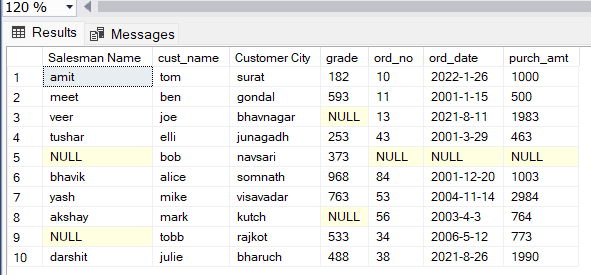 120 %
Results Messages
Salesman Name cust_name Customer City grade ord_no ord_date purch_amt
1 amit tom surat 182 10 2022-1-26 1000
2 meet ben gondal 593 11 2001-1-15 500
3 veer joe bhavnagar NULL 13 2021-8-11 1983
4 tushar elli junagadh 253 43 2001-3-29 463
5 NULL bob navsari 373 NULL NULL NULL
6 bhavik alice somnath 968 84 2001-12-20 1003
7 yash mike visavadar 763 53 2004-11-14 2984
8 akshay mark kutch NULL 56 2003-4-3 764
9 NULL tobb rajkot 533 34 2006-5-12 773
10 darshit julie bharuch 488 38 2021-8-26 1990